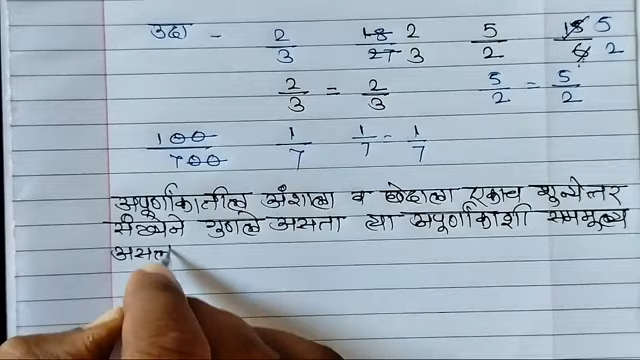 उदा - 2/3 18/27 2/3 5/2 15/6 5/2
2/3 = 2/3 5/2 = 5/2
100/700 1/7 1/7 = 1/7
अपूर्णांकातील अंशाला व छेदाला एकाच शून्येतर
संख्येने गुणले असता त्या अपूर्णांकाशी सममूल्य
असल